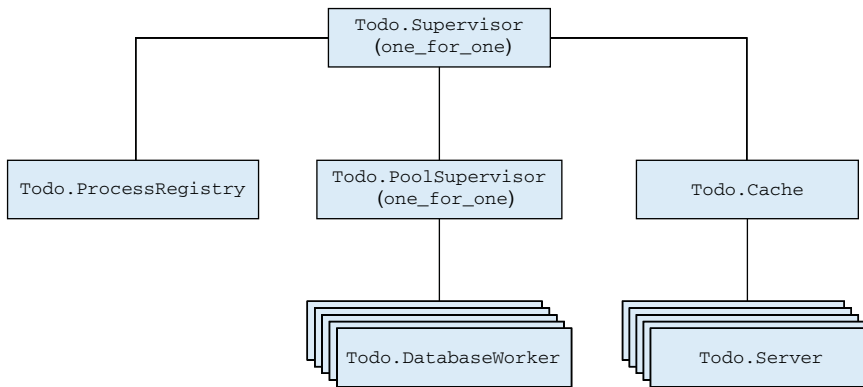 Todo.Supervisor
(one_for_one)
Todo.ProcessRegistry
Todo.PoolSupervisor
(one_for_one)
Todo.Cache
Todo.DatabaseWorker
Todo.Server